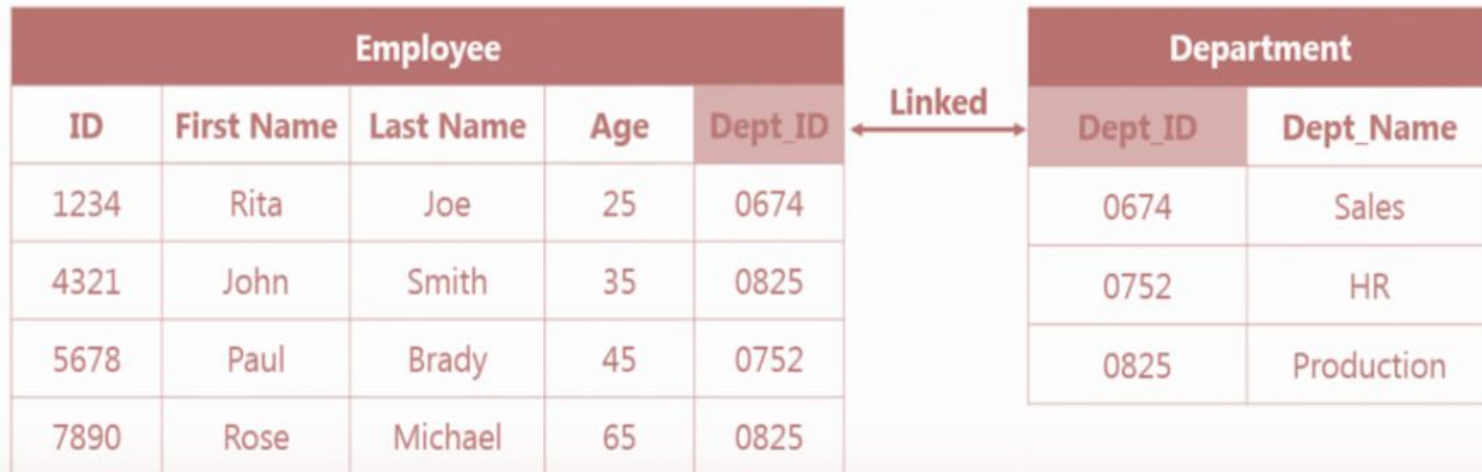 Employee
ID First Name Last Name Age Dept_ID
1234 Rita Joe 25 0674
4321 John Smith 35 0825
5678 Paul Brady 45 0752
7890 Rose Michael 65 0825
Linked
Department
Dept_ID Dept_Name
0674 Sales
0752 HR
0825 Production